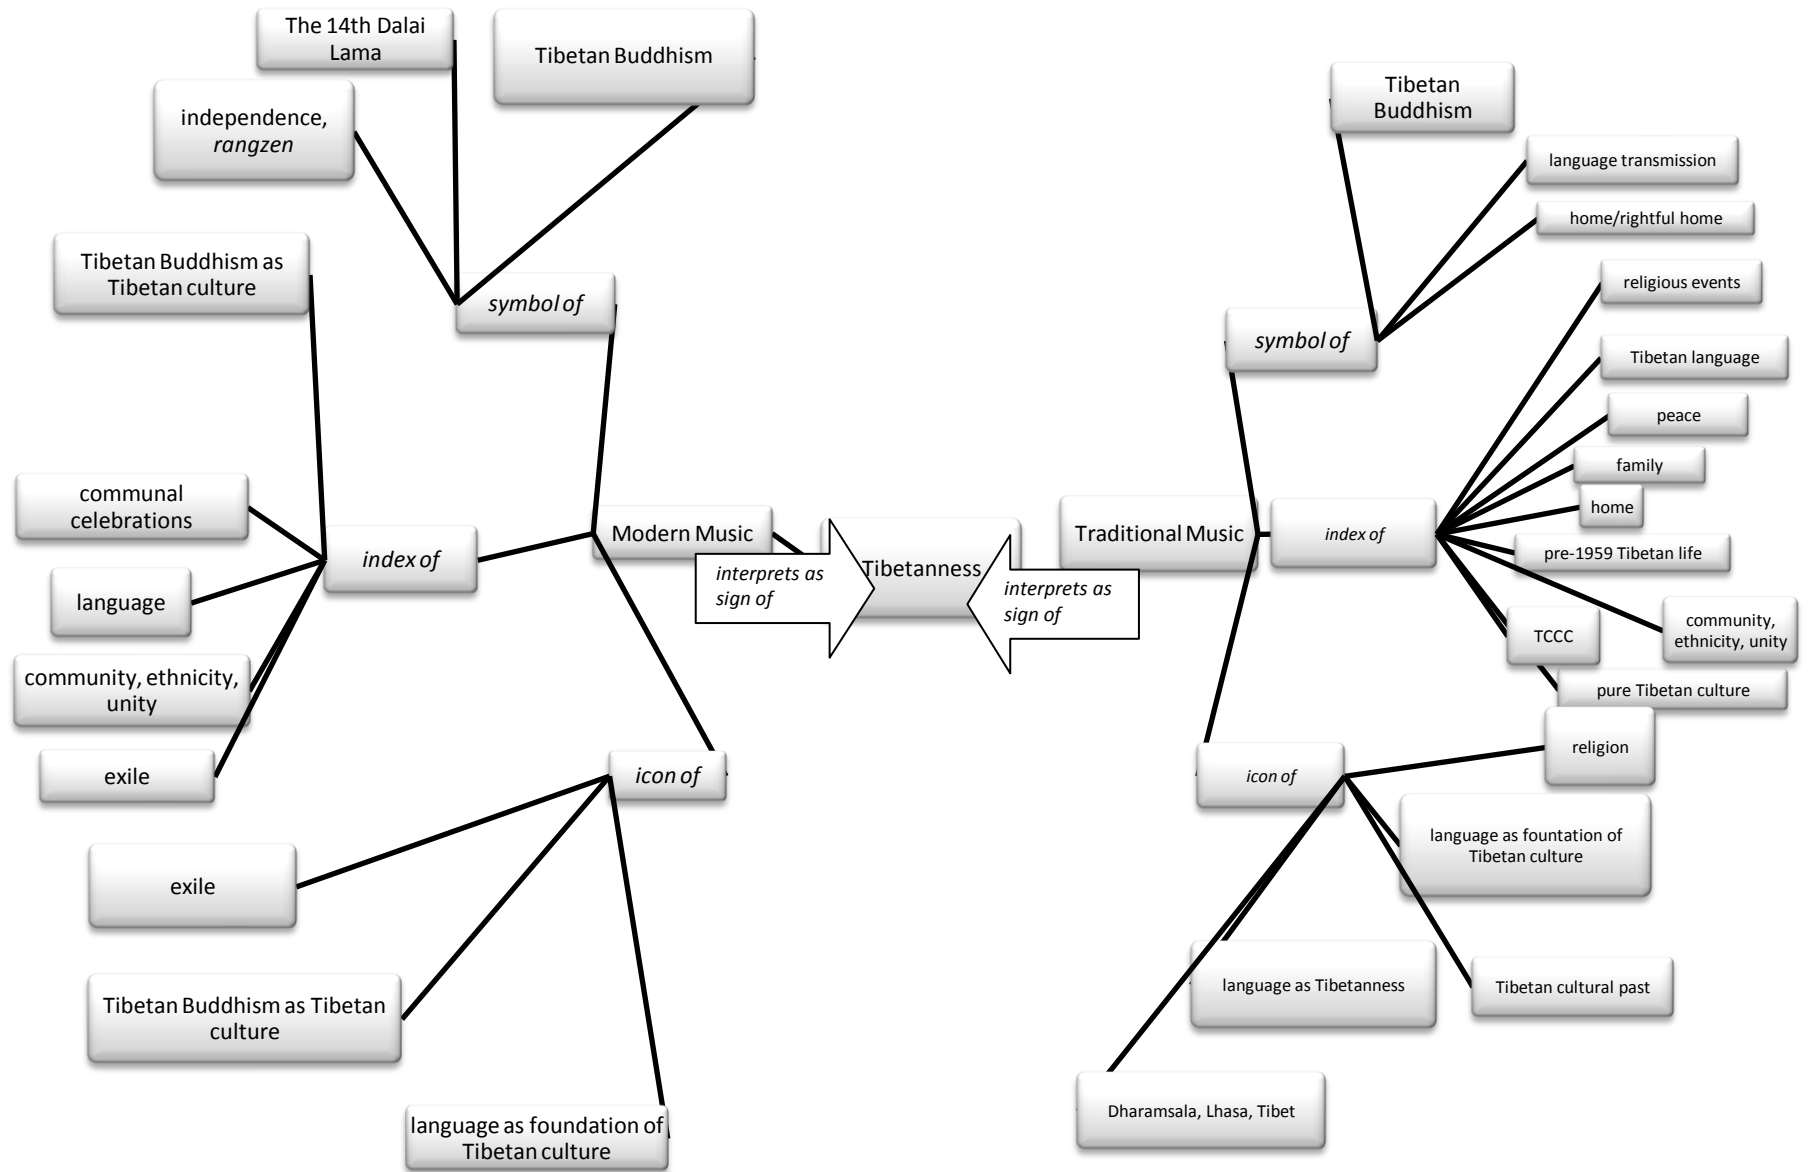 The 14th Dalai
Lama
Tibetan Buddhism
independence,
rangzen
Tibetan Buddhism as
Tibetan culture
symbol of
communal
celebrations
index of
language
community, ethnicity,
unity
exile
Modern Music
interprets as
sign of
Tibetanness
interprets as
sign of
icon of
exile
Tibetan Buddhism as Tibetan
culture
language as foundation of
Tibetan culture
Tibetan
Buddhism
language transmission
home/rightful home
symbol of
religious events
Tibetan language
peace
family
home
Traditional Music
index of
pre-1959 Tibetan life
community,
ethnicity, unity
TCCC
pure Tibetan culture
religion
icon of
language as fountation of
Tibetan culture
language as Tibetanness
Tibetan cultural past
Dharamsala, Lhasa, Tibet